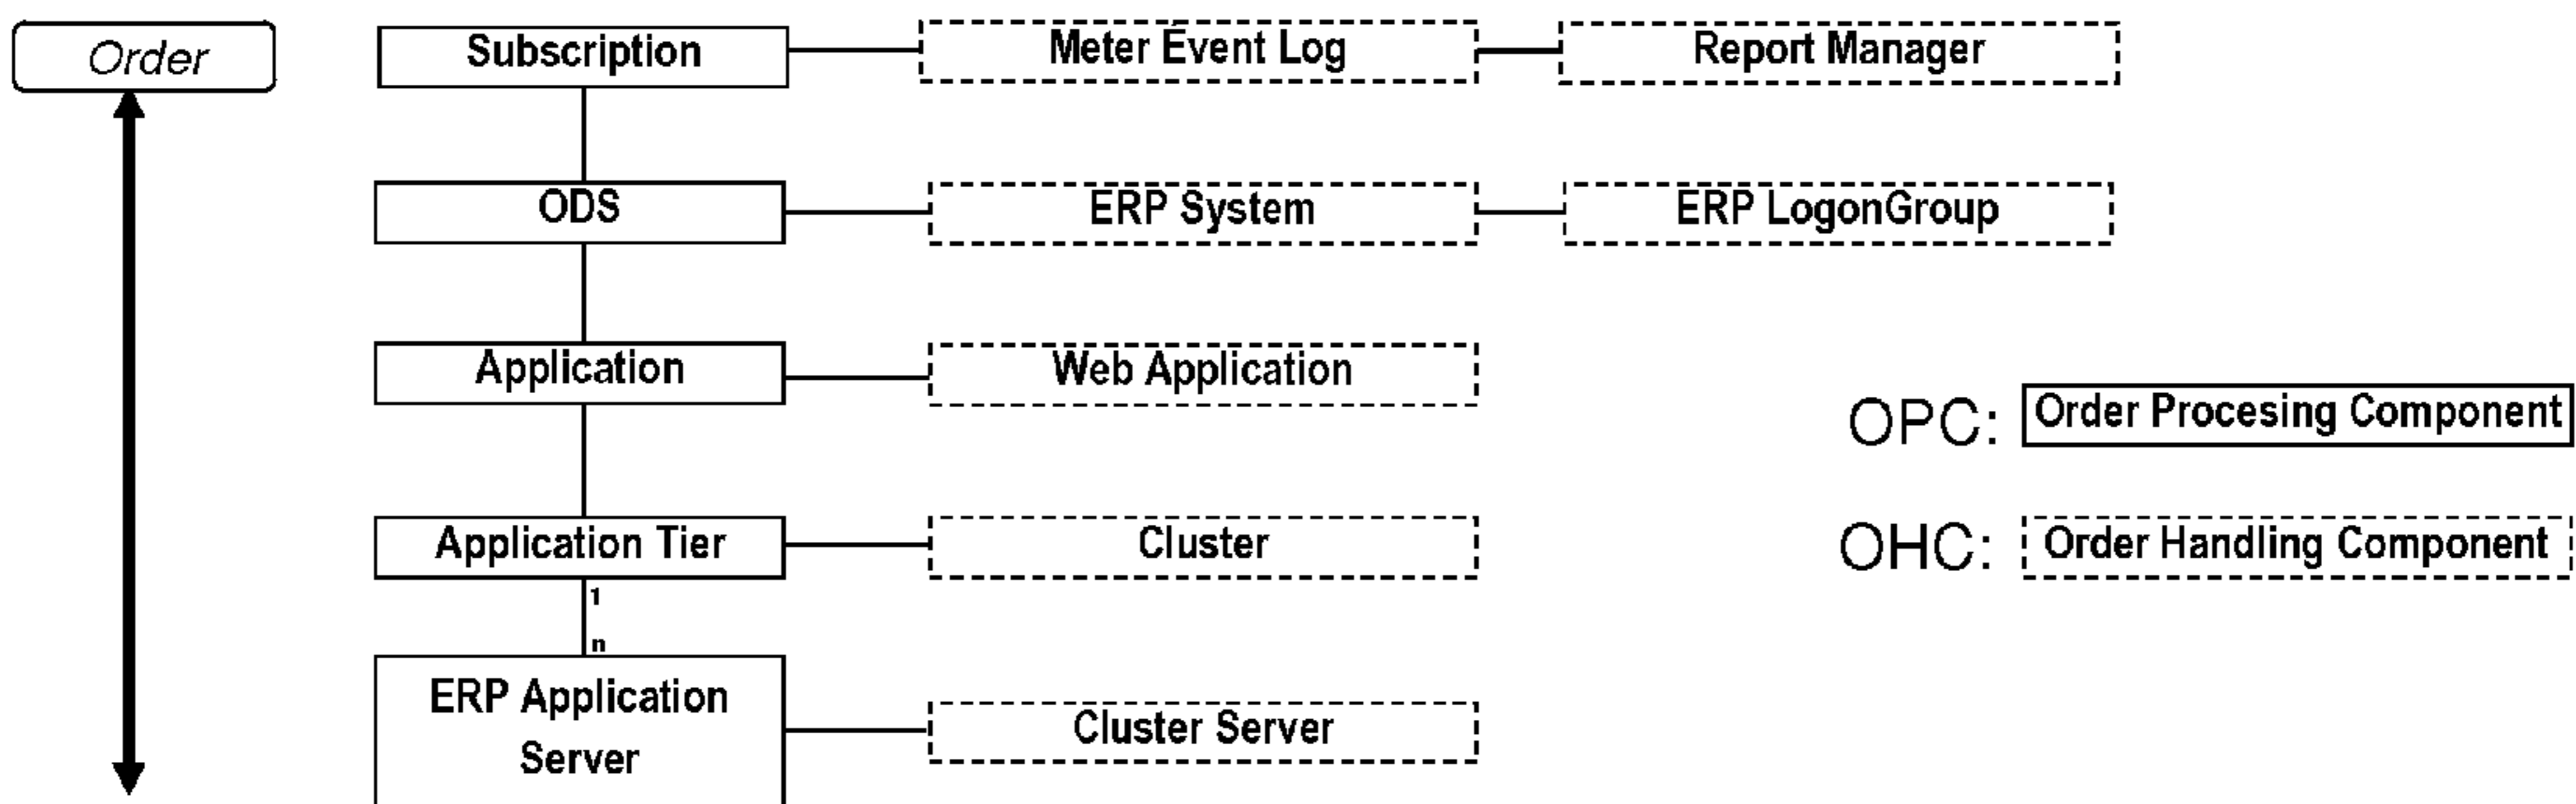 Order
Subscription
Meter Event Log
Report Manager
ODS
ERP System
ERP LogonGroup
Application
Web Application
OPC: Order Procesing Component
Application Tier
Cluster
OHC: Order Handling Component
1
n
ERP Application
Server
Cluster Server